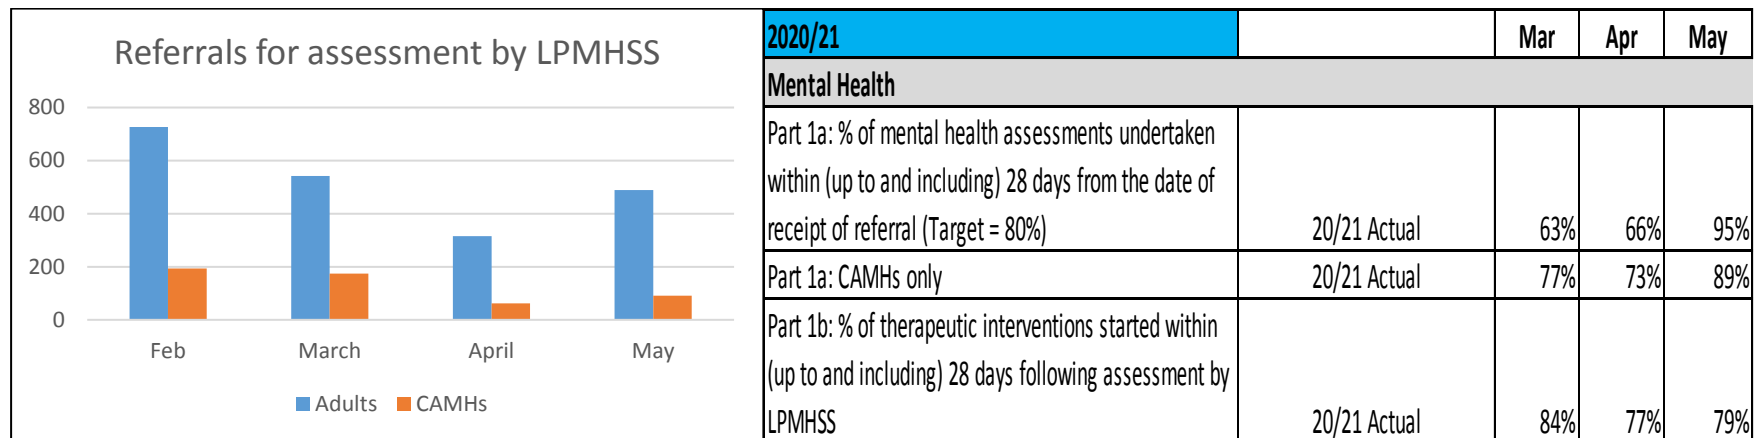 Referrals for assessment by LPMHSS
800
600
400
200
0
Feb March April May
Adults CAMHs
2020/21 Mar Apr May
Mental Health
Part 1a: % of mental health assessments undertaken
within (up to and including) 28 days from the date of
receipt of referral (Target = 80%) 20/21 Actual 63% 66% 95%
Part 1a: CAMHs only 20/21 Actual 77% 73% 89%
Part 1b: % of therapeutic interventions started within
(up to and including) 28 days following assessment by
LPMHSS 20/21 Actual 84% 77% 79%